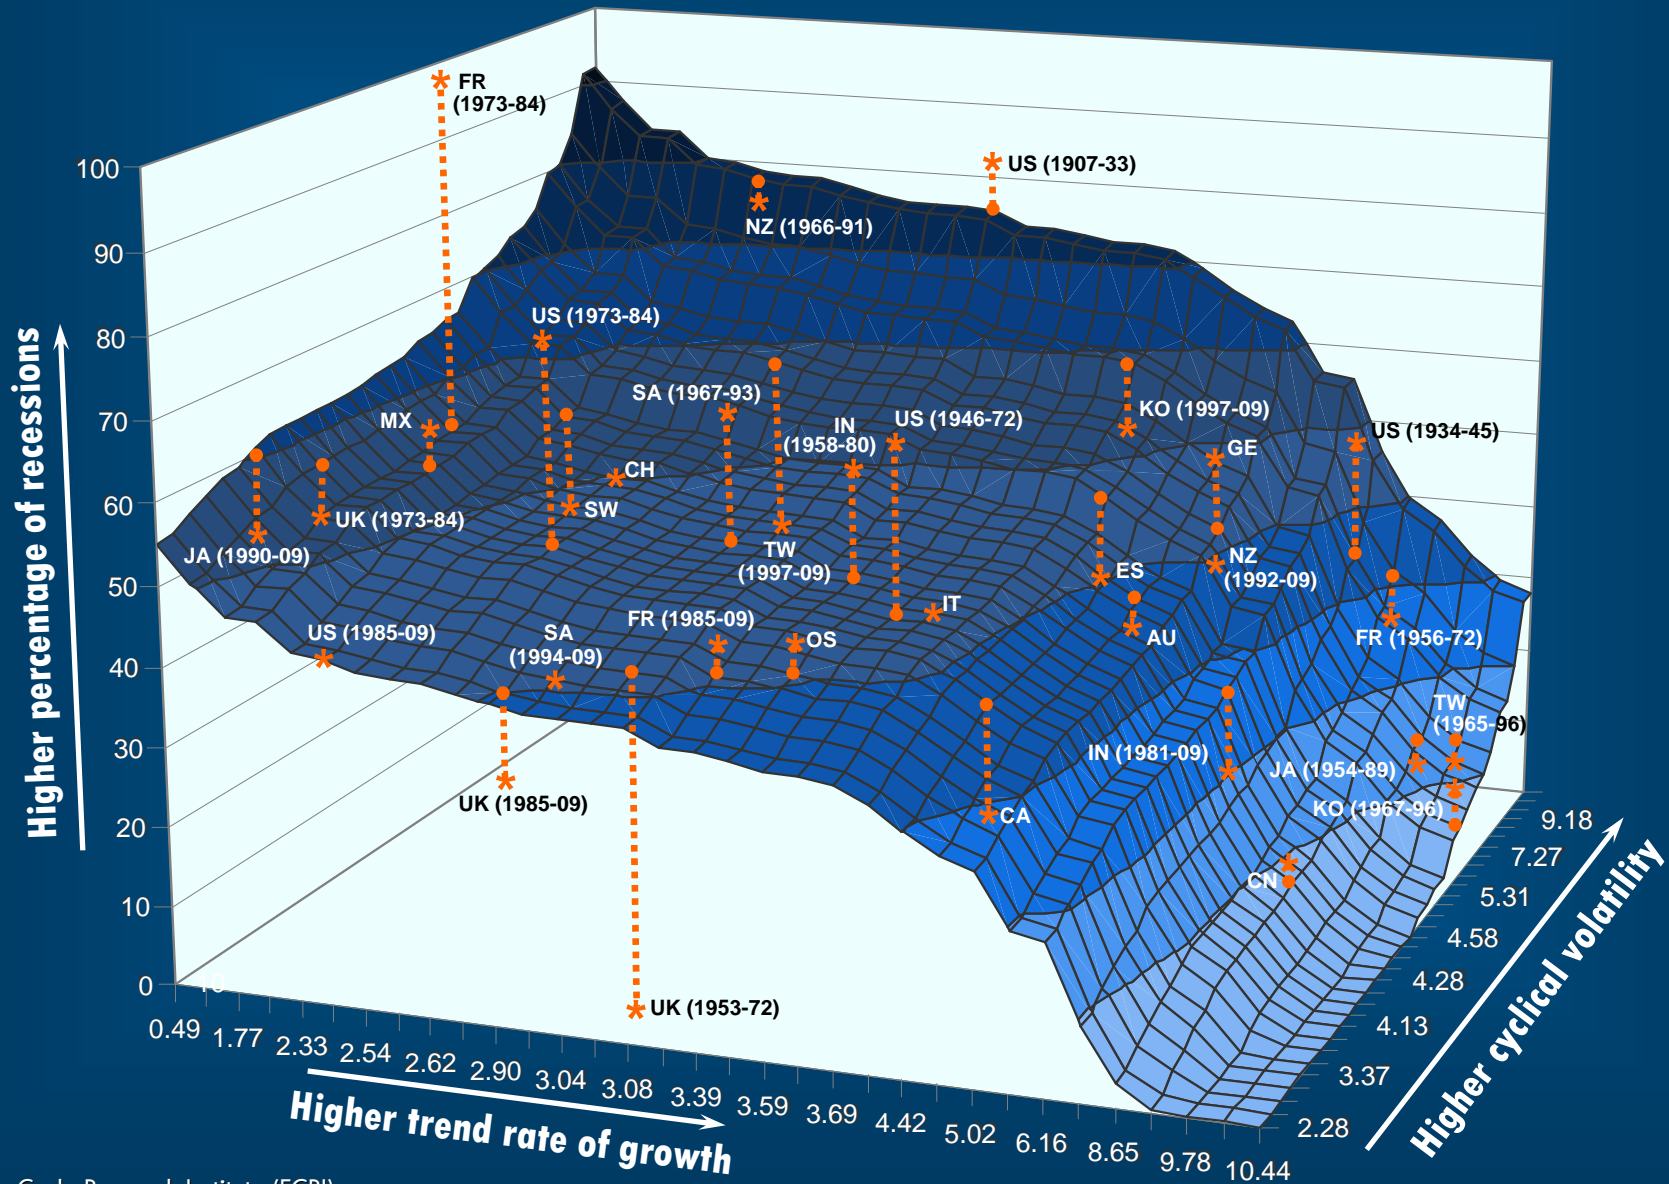 FR
(1973-84)
US (1907-33)
NZ (1966-91)
US (1973-84)
SA (1967-93)
IN
(1958-80)
US (1946-72)
KO (1997-09)
US (1934-45)
GE
MX
CH
SW
UK (1973-84)
JA (1990-09)
TW
(1997-09)
ES
NZ
(1992-09)
IT
AU
FR (1956-72)
US (1985-09)
SA
(1994-09)
FR (1985-09)
OS
TW
(1965-96)
IN (1981-09)
JA (1954-89)
KO (1967-96)
UK (1985-09)
CA
CN
UK (1953-72)
100
90
80
70
60
50
40
30
20
10
0
10
Higher percentage of recessions
0.49
1.77
2.33
2.54
2.62
2.90
3.04
3.08
3.39
3.59
3.69
4.42
5.02
6.16
8.65
9.78
10.44
Higher trend rate of growth
9.18
7.27
5.31
4.58
4.28
4.13
3.37
2.28
Higher cyclical volatility
(ECRI)